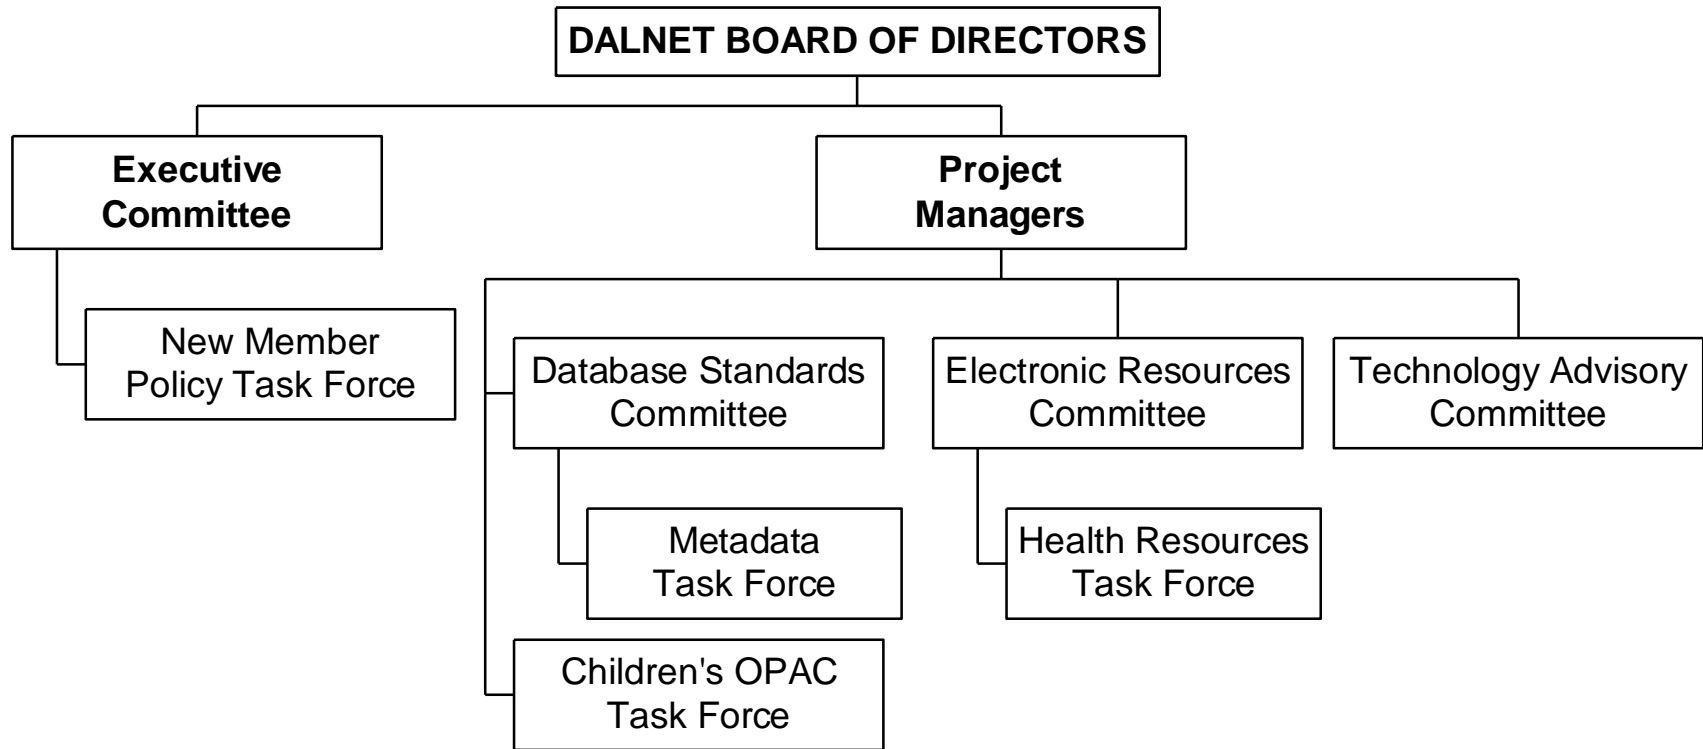 DALNET BOARD OF DIRECTORS
Executive
Committee
Project
Managers
New Member
Policy Task Force
Database Standards
Committee
Electronic Resources
Committee
Technology Advisory
Committee
Metadata
Task Force
Health Resources
Task Force
Children's OPAC
Task Force